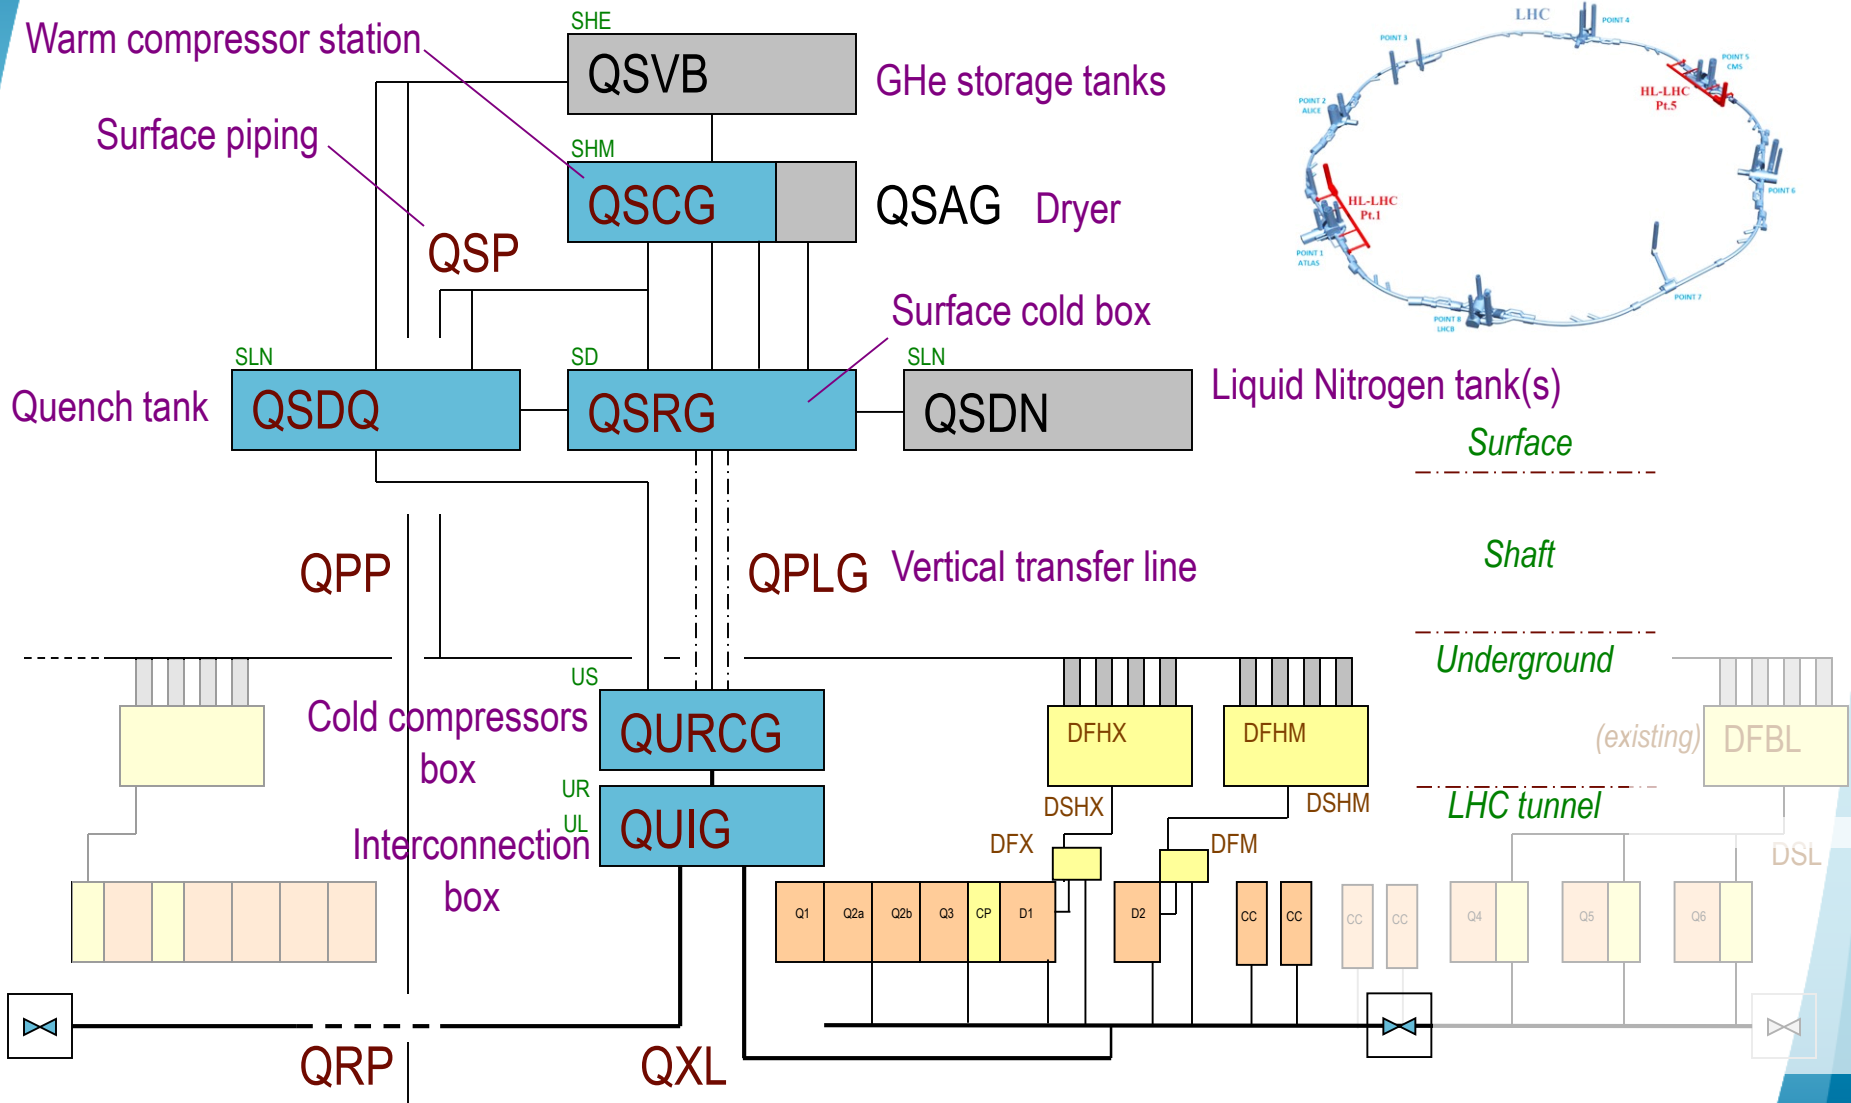 SHE
LHC
POINT 4
Warm compressor station
QSVB
GHe storage tanks
POINT 3
POINT 5
CMS
HL-LHC
Pt.5
POINT 2
ALICE
Surface piping
SHM
QSCG
QSAG
Dryer
HL-LHC
Pt.1
POINT 6
QSP
POINT 1
ATLAS
Surface cold box
POINT 7
POINT 8
LHCB
SLN
SD
SLN
Quench tank
QSDQ
QSRG
QSDN
Liquid Nitrogen tank(s)
Surface
QPP
QPLG
Vertical transfer line
Shaft
Underground
US
Cold compressors
box
QURCG
DFHX
DFHM
(existing)
DFBL
UR
UL
QUIG
Interconnection
box
DSHX
DSHM
LHC tunnel
DFX
DFM
DSL
Q1
Q2a
Q2b
Q3
CP
D1
D2
CC
CC
CC
CC
Q4
Q5
Q6
QRP
QXL